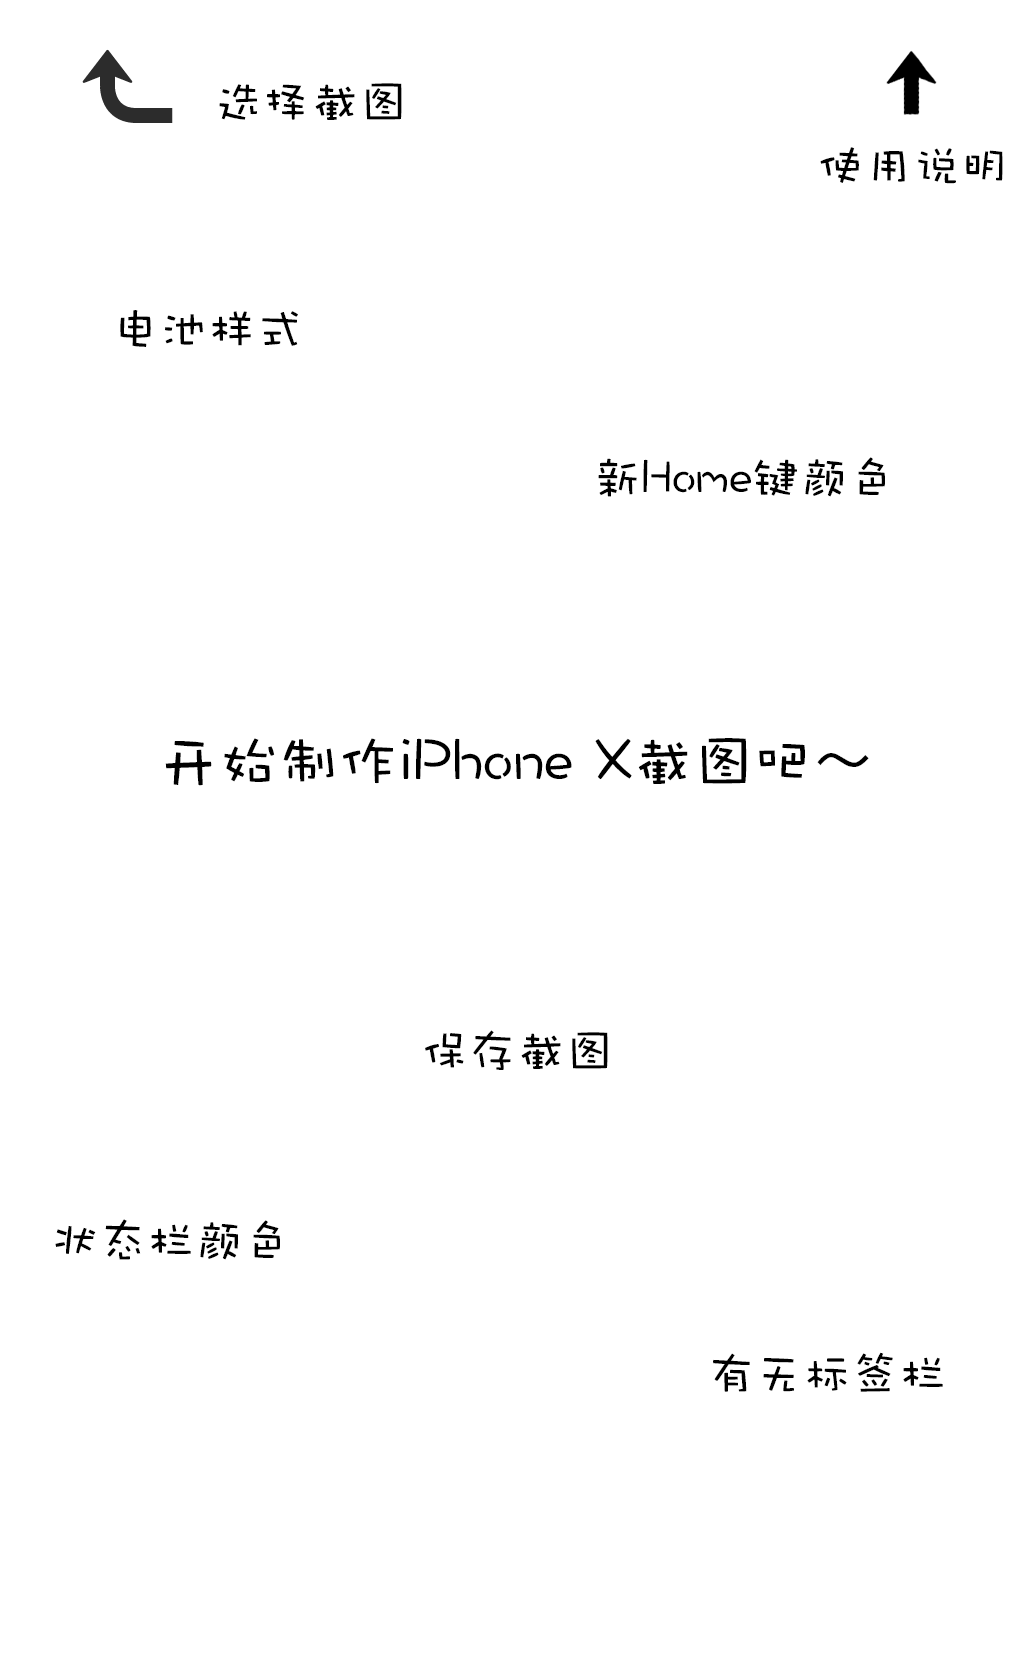 选择截图
使用说明
电池样式
新Home键颜色
开始制作iPhone X截图吧～
保存截图
状态栏颜色
有无标签栏